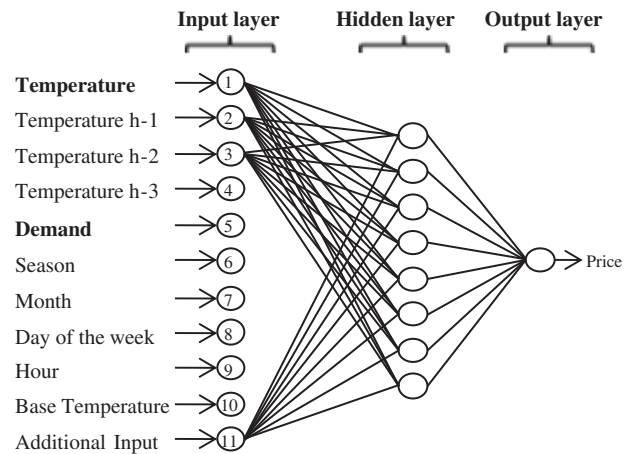 Input layer Hidden layer Output layer
Temperature 1
Temperature h-1 2
Temperature h-2 3
Temperature h-3 4
Demand 5
Season 6
Month 7
Day of the week 8
Hour 9
Base Temperature 10
Additional Input 11
Price